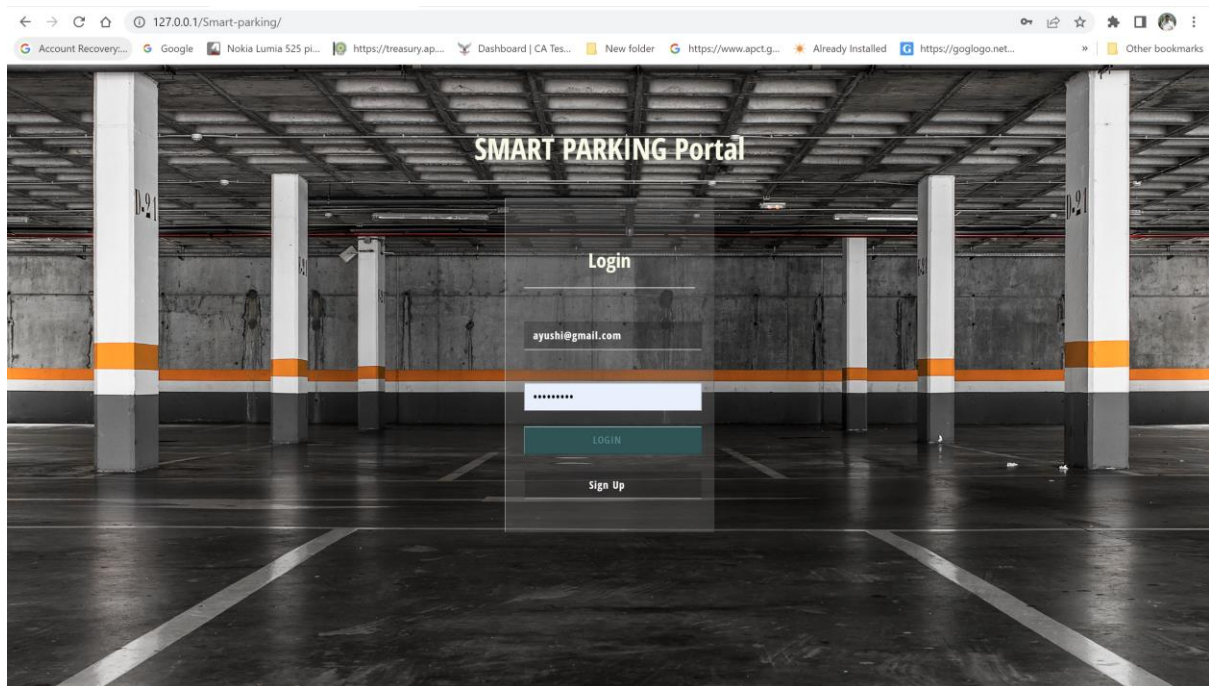 127.0.0.1/Smart-parking/
Account Recovery:... Google Nokia Lumia 525 pi... https://treasury.ap.... Dashboard | CA Tes... New folder https://www.apct.g... Already Installed https://goglogo.net... » Other bookmarks
SMART PARKING Portal
D-21
D-21
Login
ayushi@gmail.com
•••••••••
LOGIN
Sign Up